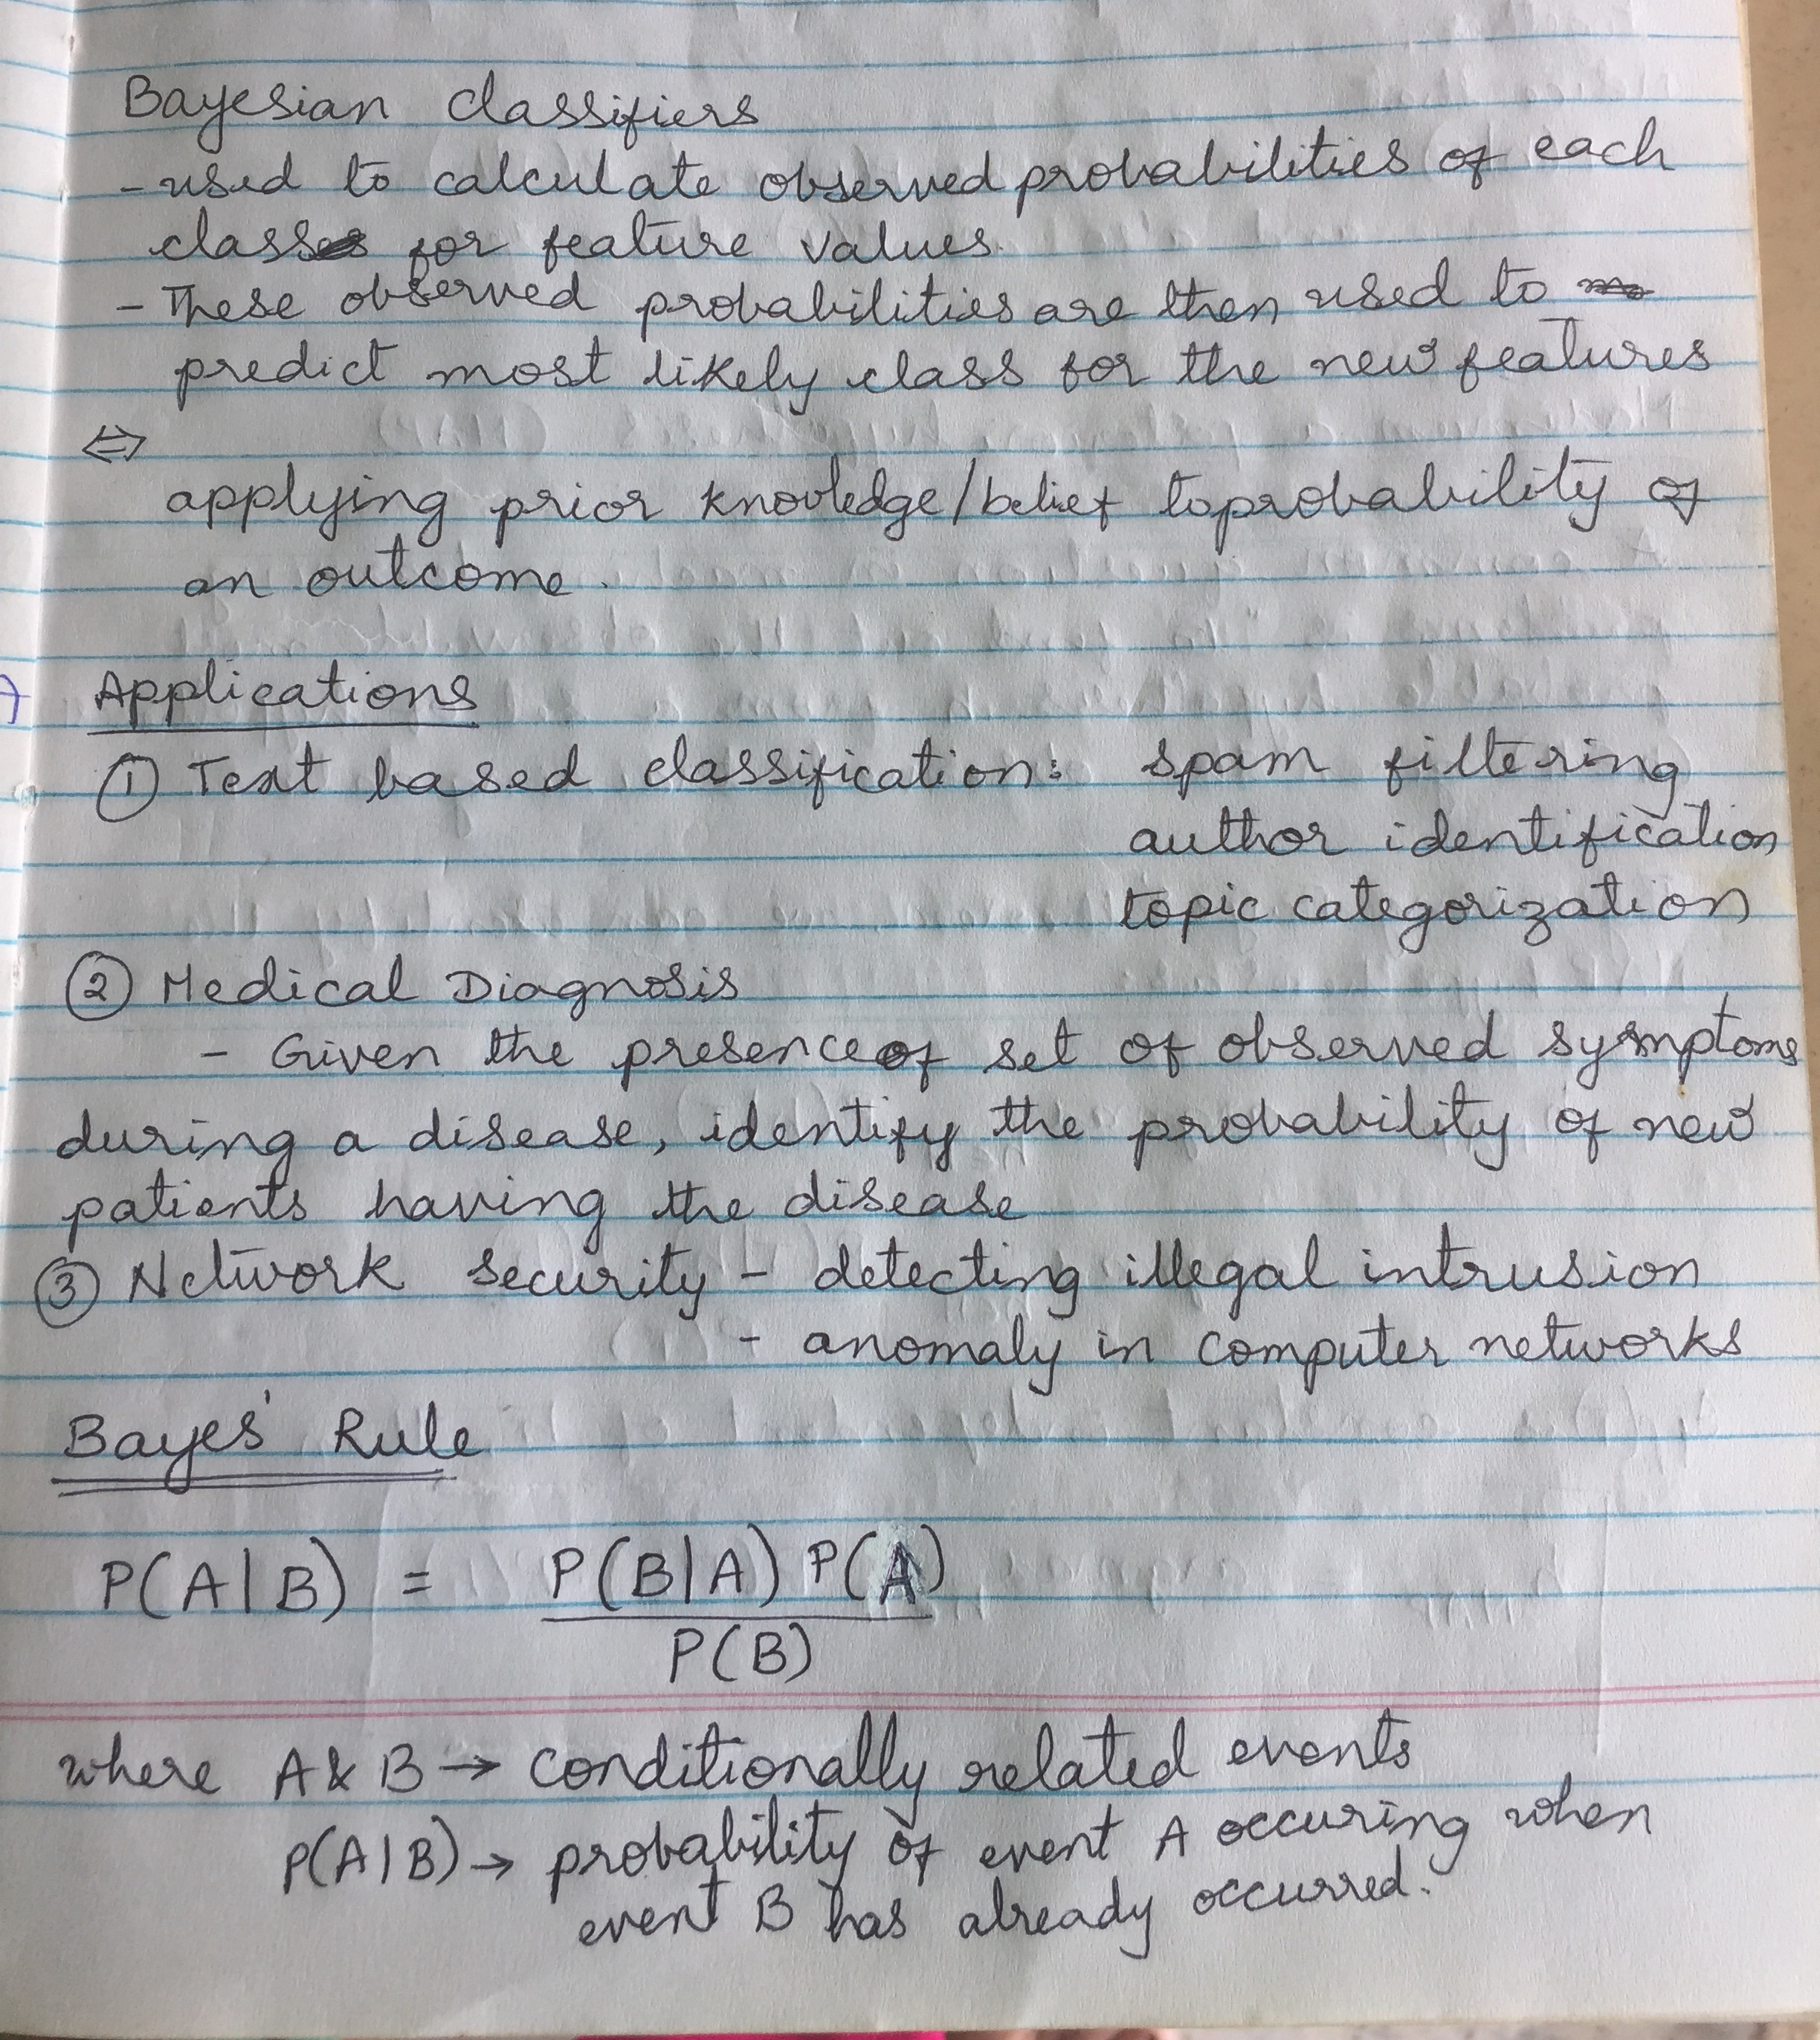 Bayesian classifiers
- used to calculate observed probabilities of each
class for feature values.
- These observed probabilities are then used to
predict most likely class for the new features
⇔
applying prior knowledge/belief to probability of
an outcome.
Applications
① Text based classification: spam filtering
author identification
topic categorization
② Medical Diagnosis
- Given the presence of set of observed symptoms
during a disease, identify the probability of new
patients having the disease
③ Network security - detecting illegal intrusion
- anomaly in computer networks
Bayes' Rule
P(A|B) = P(B|A) P(A)
P(B)
where A & B → conditionally related events
P(A|B) → probability of event A occuring when
event B has already occurred.